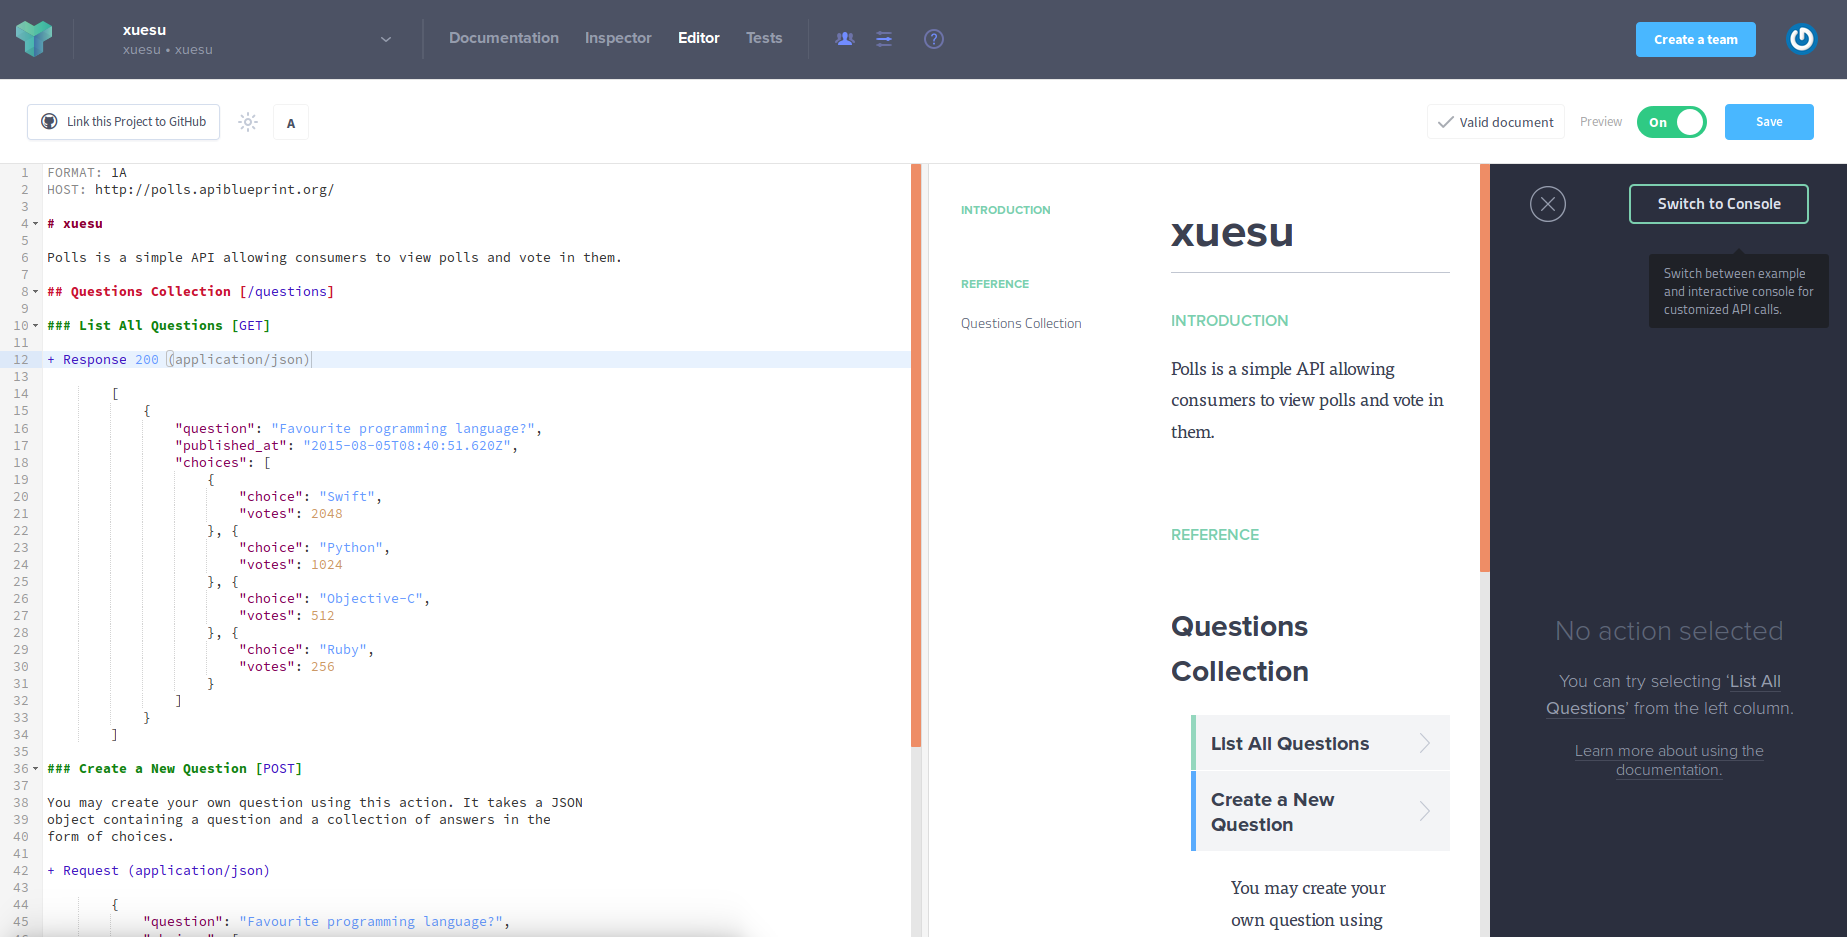 xuesu
xuesu • xuesu
Documentation
Inspector
Editor
Tests
?
Create a team
Link this Project to GitHub
A
Valid document
Preview
On
Save
1 FORMAT: 1A
2 HOST: http://polls.apiblueprint.org/
3
4 # xuesu
5
6 Polls is a simple API allowing consumers to view polls and vote in them.
7
8 ## Questions Collection [/questions]
9
10 ### List All Questions [GET]
11
12 + Response 200 (application/json)
13
14 [
15 {
16 "question": "Favourite programming language?",
17 "published_at": "2015-08-05T08:40:51.620Z",
18 "choices": [
19 {
20 "choice": "Swift",
21 "votes": 2048
22 }, {
23 "choice": "Python",
24 "votes": 1024
25 }, {
26 "choice": "Objective-C",
27 "votes": 512
28 }, {
29 "choice": "Ruby",
30 "votes": 256
31 }
32 ]
33 }
34 ]
35
36 ### Create a New Question [POST]
37
38 You may create your own question using this action. It takes a JSON
39 object containing a question and a collection of answers in the
40 form of choices.
41
42 + Request (application/json)
43
44 {
45 "question": "Favourite programming language?",
INTRODUCTION
REFERENCE
Questions Collection
xuesu
INTRODUCTION
Polls is a simple API allowing
consumers to view polls and vote in
them.
REFERENCE
Questions
Collection
List All Questions
Create a New
Question
You may create your
own question using
Switch to Console
Switch between example
and interactive console for
customized API calls.
No action selected
You can try selecting ‘List All
Questions’ from the left column.
Learn more about using the
documentation.